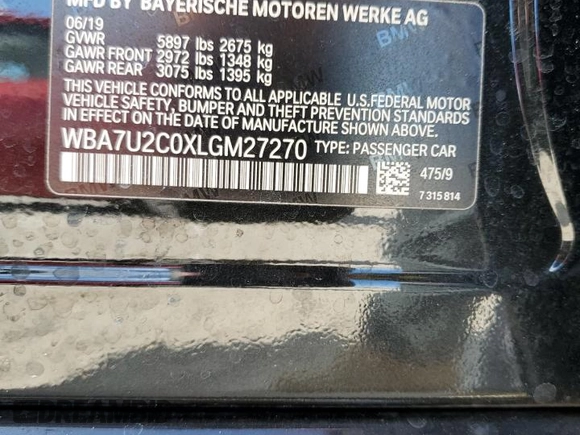 MFD BY BAYERISCHE MOTOREN WERKE AG
06/19
GVWR 5897 lbs 2675 kg
GAWR FRONT 2972 lbs 1348 kg
GAWR REAR 3075 lbs 1395 kg
THIS VEHICLE CONFORMS TO ALL APPLICABLE U.S.FEDERAL MOTOR
VEHICLE SAFETY, BUMPER AND THEFT PREVENTION STANDARDS
IN EFFECT ON THE DATE OF MANUFACTURE SHOWN ABOVE.
WBA7U2C0XLGM27270 TYPE: PASSENGER CAR
475/9
7 315 814